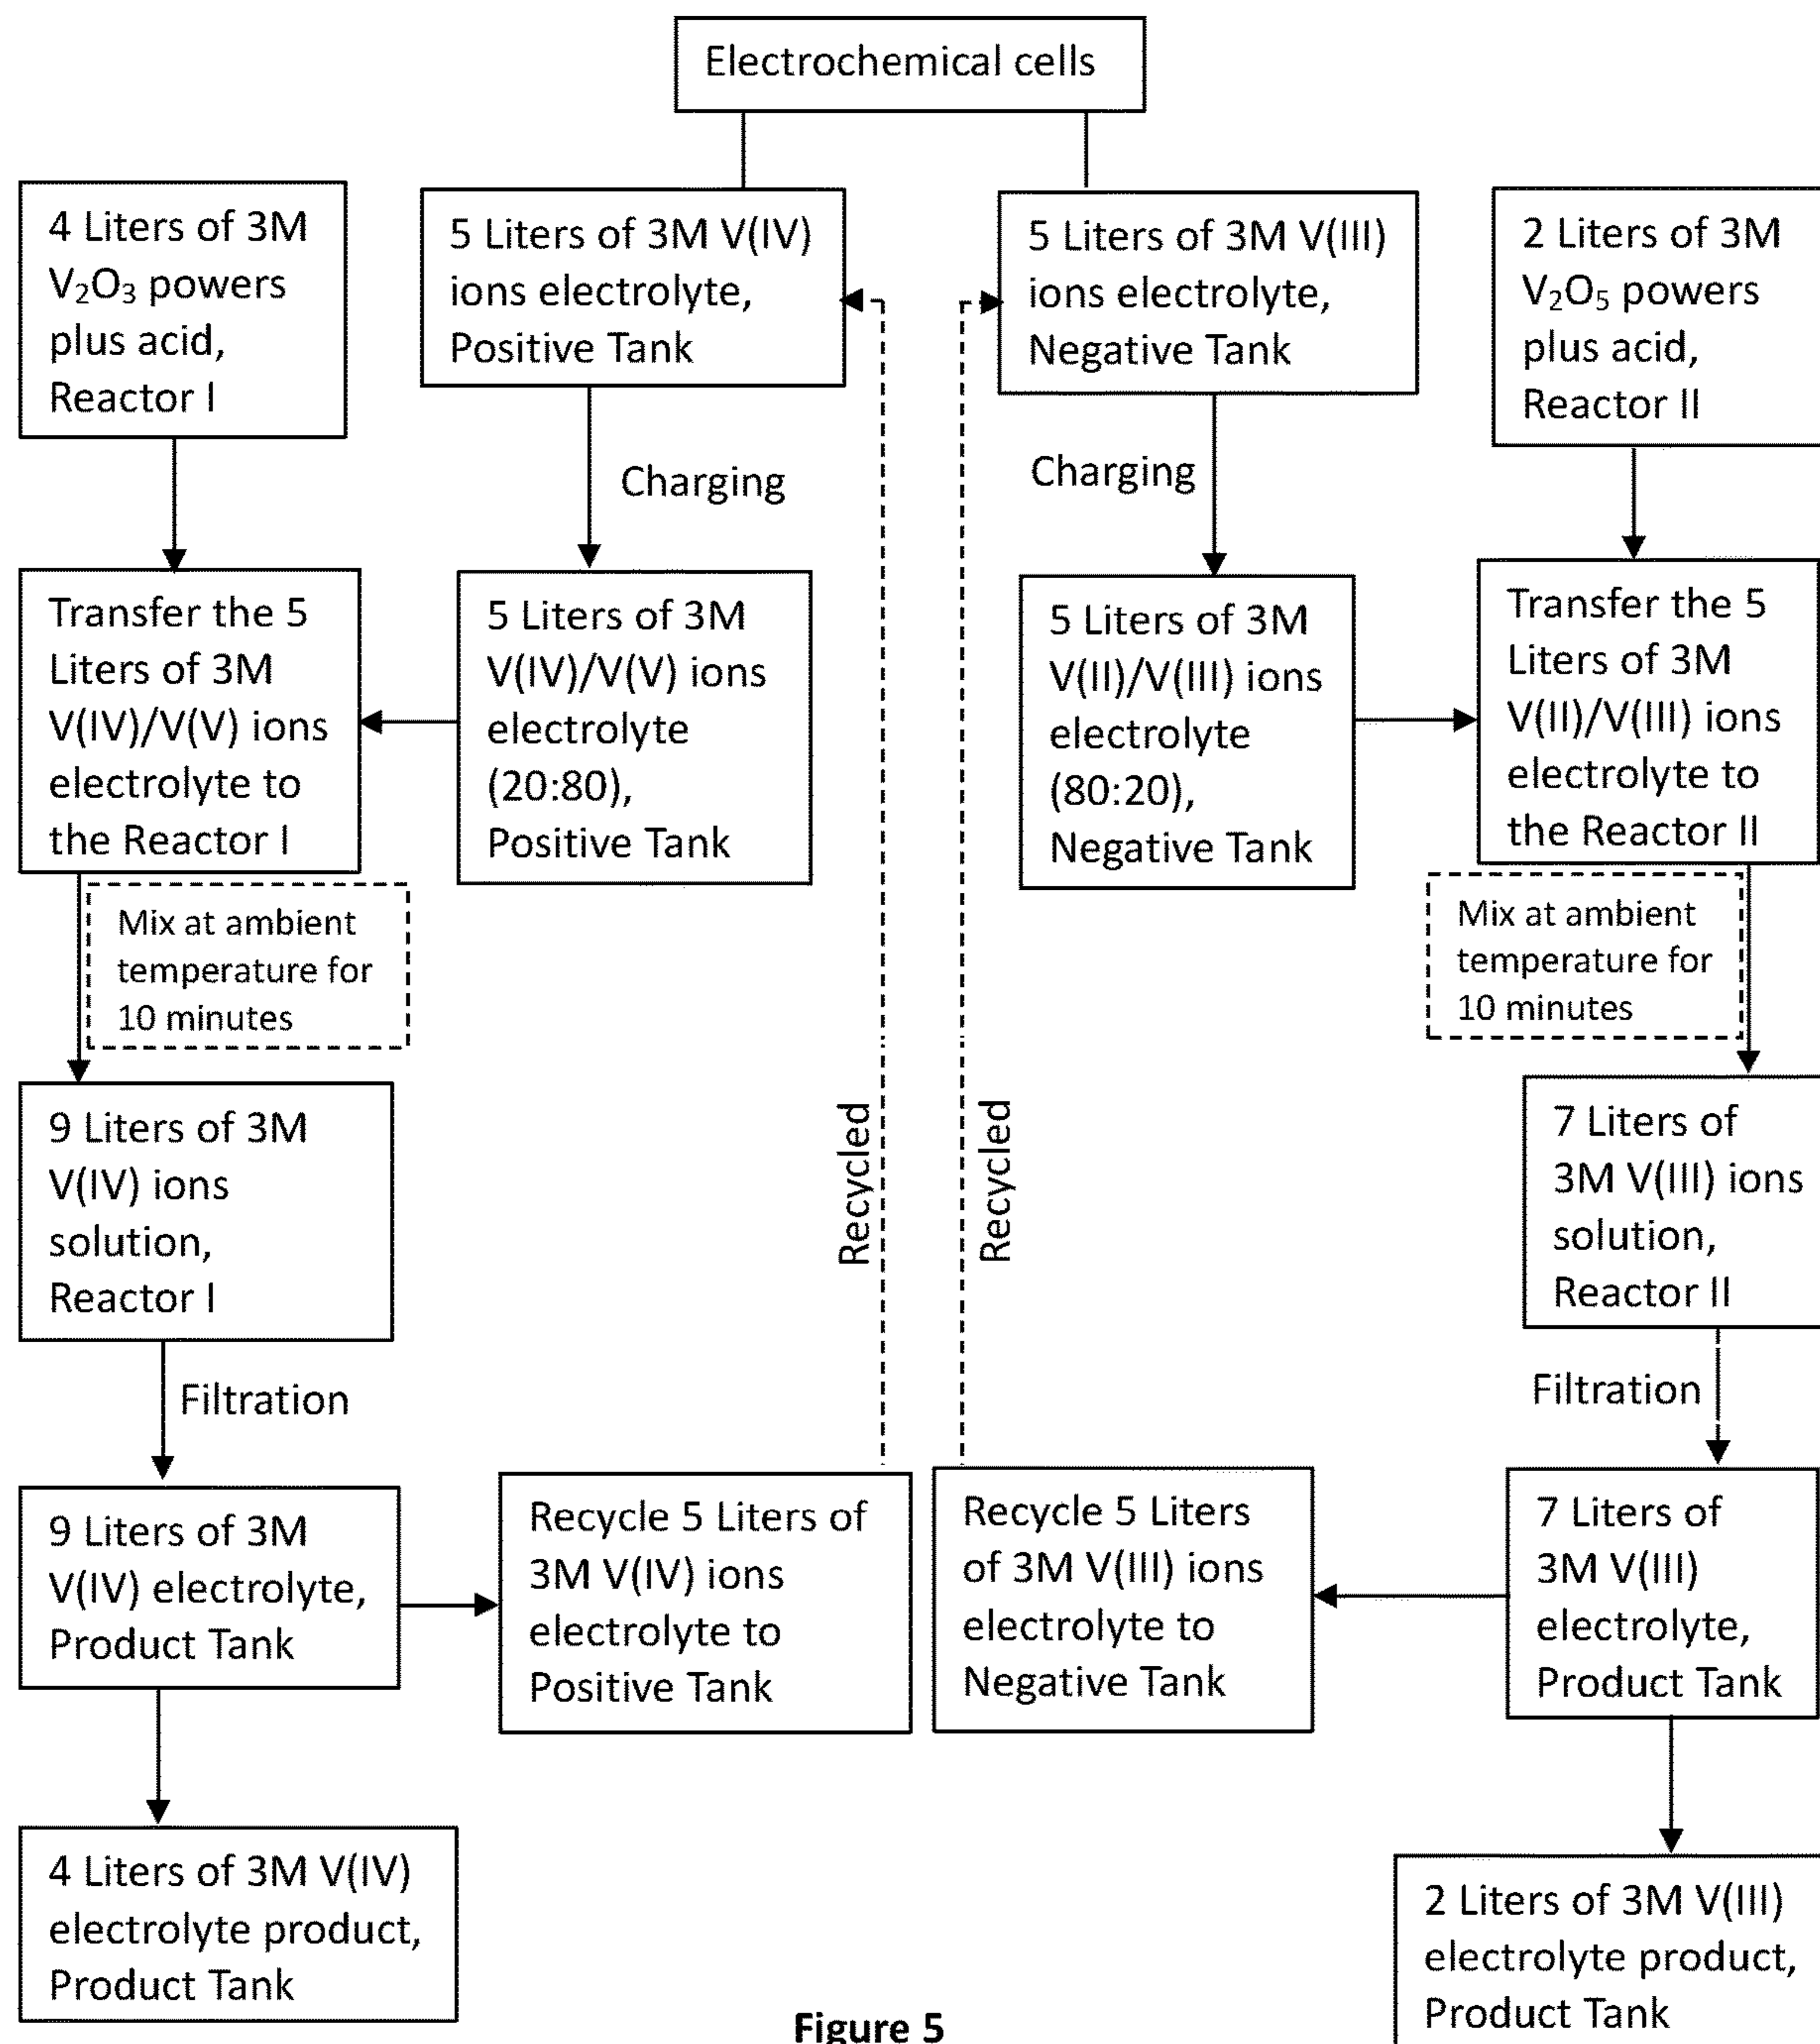 Electrochemical cells
4 Liters of 3M
V₂O₃ powers
plus acid,
Reactor I
5 Liters of 3M V(IV)
ions electrolyte,
Positive Tank
5 Liters of 3M V(III)
ions electrolyte,
Negative Tank
2 Liters of 3M
V₂O₅ powers
plus acid,
Reactor II
Charging
Charging
Transfer the 5
Liters of 3M
V(IV)/V(V) ions
electrolyte to
the Reactor I
5 Liters of 3M
V(IV)/V(V) ions
electrolyte
(20:80),
Positive Tank
5 Liters of 3M
V(II)/V(III) ions
electrolyte
(80:20),
Negative Tank
Transfer the 5
Liters of 3M
V(II)/V(III) ions
electrolyte to
the Reactor II
Mix at ambient
temperature for
10 minutes
Mix at ambient
temperature for
10 minutes
9 Liters of 3M
V(IV) ions
solution,
Reactor I
Recycled
Recycled
7 Liters of
3M V(III) ions
solution,
Reactor II
Filtration
Filtration
9 Liters of 3M
V(IV) electrolyte,
Product Tank
Recycle 5 Liters of
3M V(IV) ions
electrolyte to
Positive Tank
Recycle 5 Liters
of 3M V(III) ions
electrolyte to
Negative Tank
7 Liters of
3M V(III)
electrolyte,
Product Tank
4 Liters of 3M V(IV)
electrolyte product,
Product Tank
2 Liters of 3M V(III)
electrolyte product,
Product Tank
Figure 5